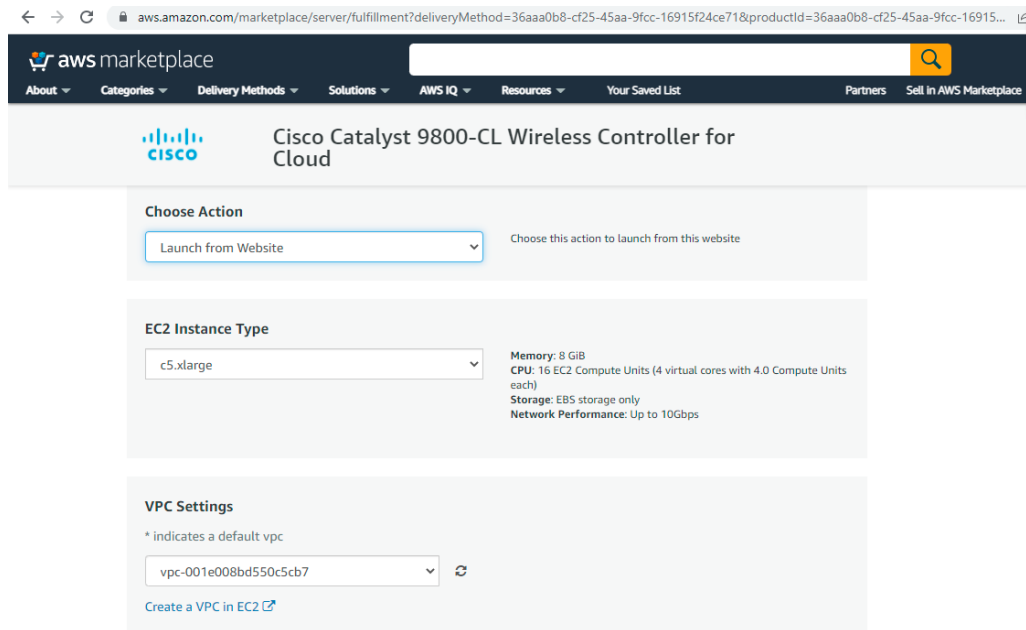 aws.amazon.com/marketplace/server/fulfillment?deliveryMethod=36aaa0b8-cf25-45aa-9fcc-16915f24ce71&productId=36aaa0b8-cf25-45aa-9fcc-16915...
aws marketplace
About Categories Delivery Methods Solutions AWS IQ Resources Your Saved List Partners Sell in AWS Marketplace
CISCO
Cisco Catalyst 9800-CL Wireless Controller for
Cloud
Choose Action
Launch from Website
Choose this action to launch from this website
EC2 Instance Type
c5.xlarge
Memory: 8 GiB
CPU: 16 EC2 Compute Units (4 virtual cores with 4.0 Compute Units
each)
Storage: EBS storage only
Network Performance: Up to 10Gbps
VPC Settings
* indicates a default vpc
vpc-001e008bd550c5cb7
Create a VPC in EC2